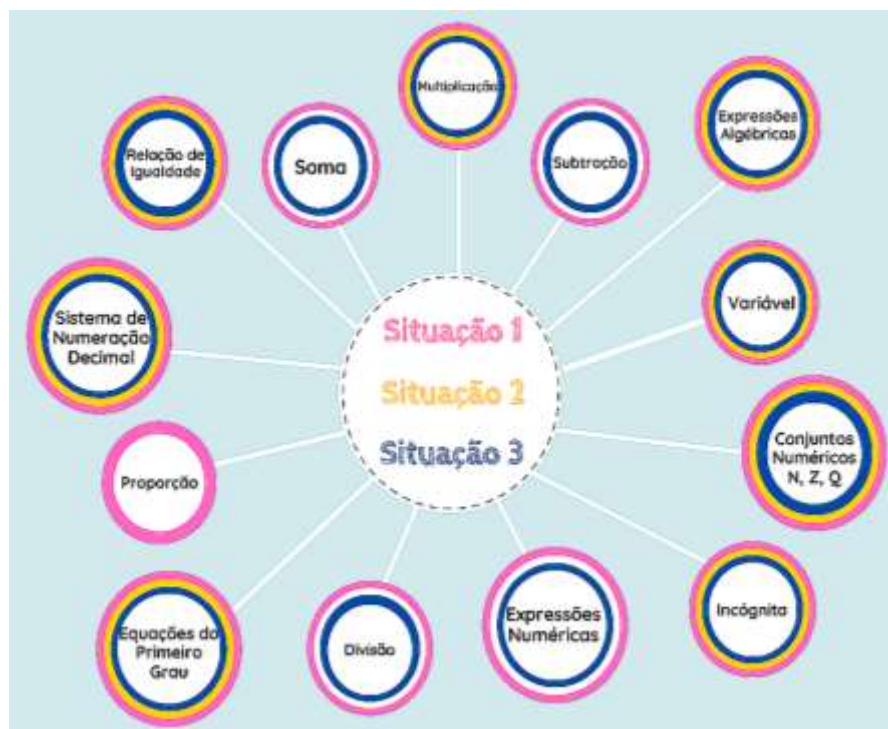 Multiplicação
Expressões
Algébricas
Relação de
Igualdade
Soma
Subtração
Variável
Situação 1
Situação 2
Situação 3
Sistema de
Numeração
Decimal
Conjuntos
Numéricos
N, Z, Q
Proporção
Equações do
Primeiro
Grau
Divisão
Expressões
Numéricas
Incógnita